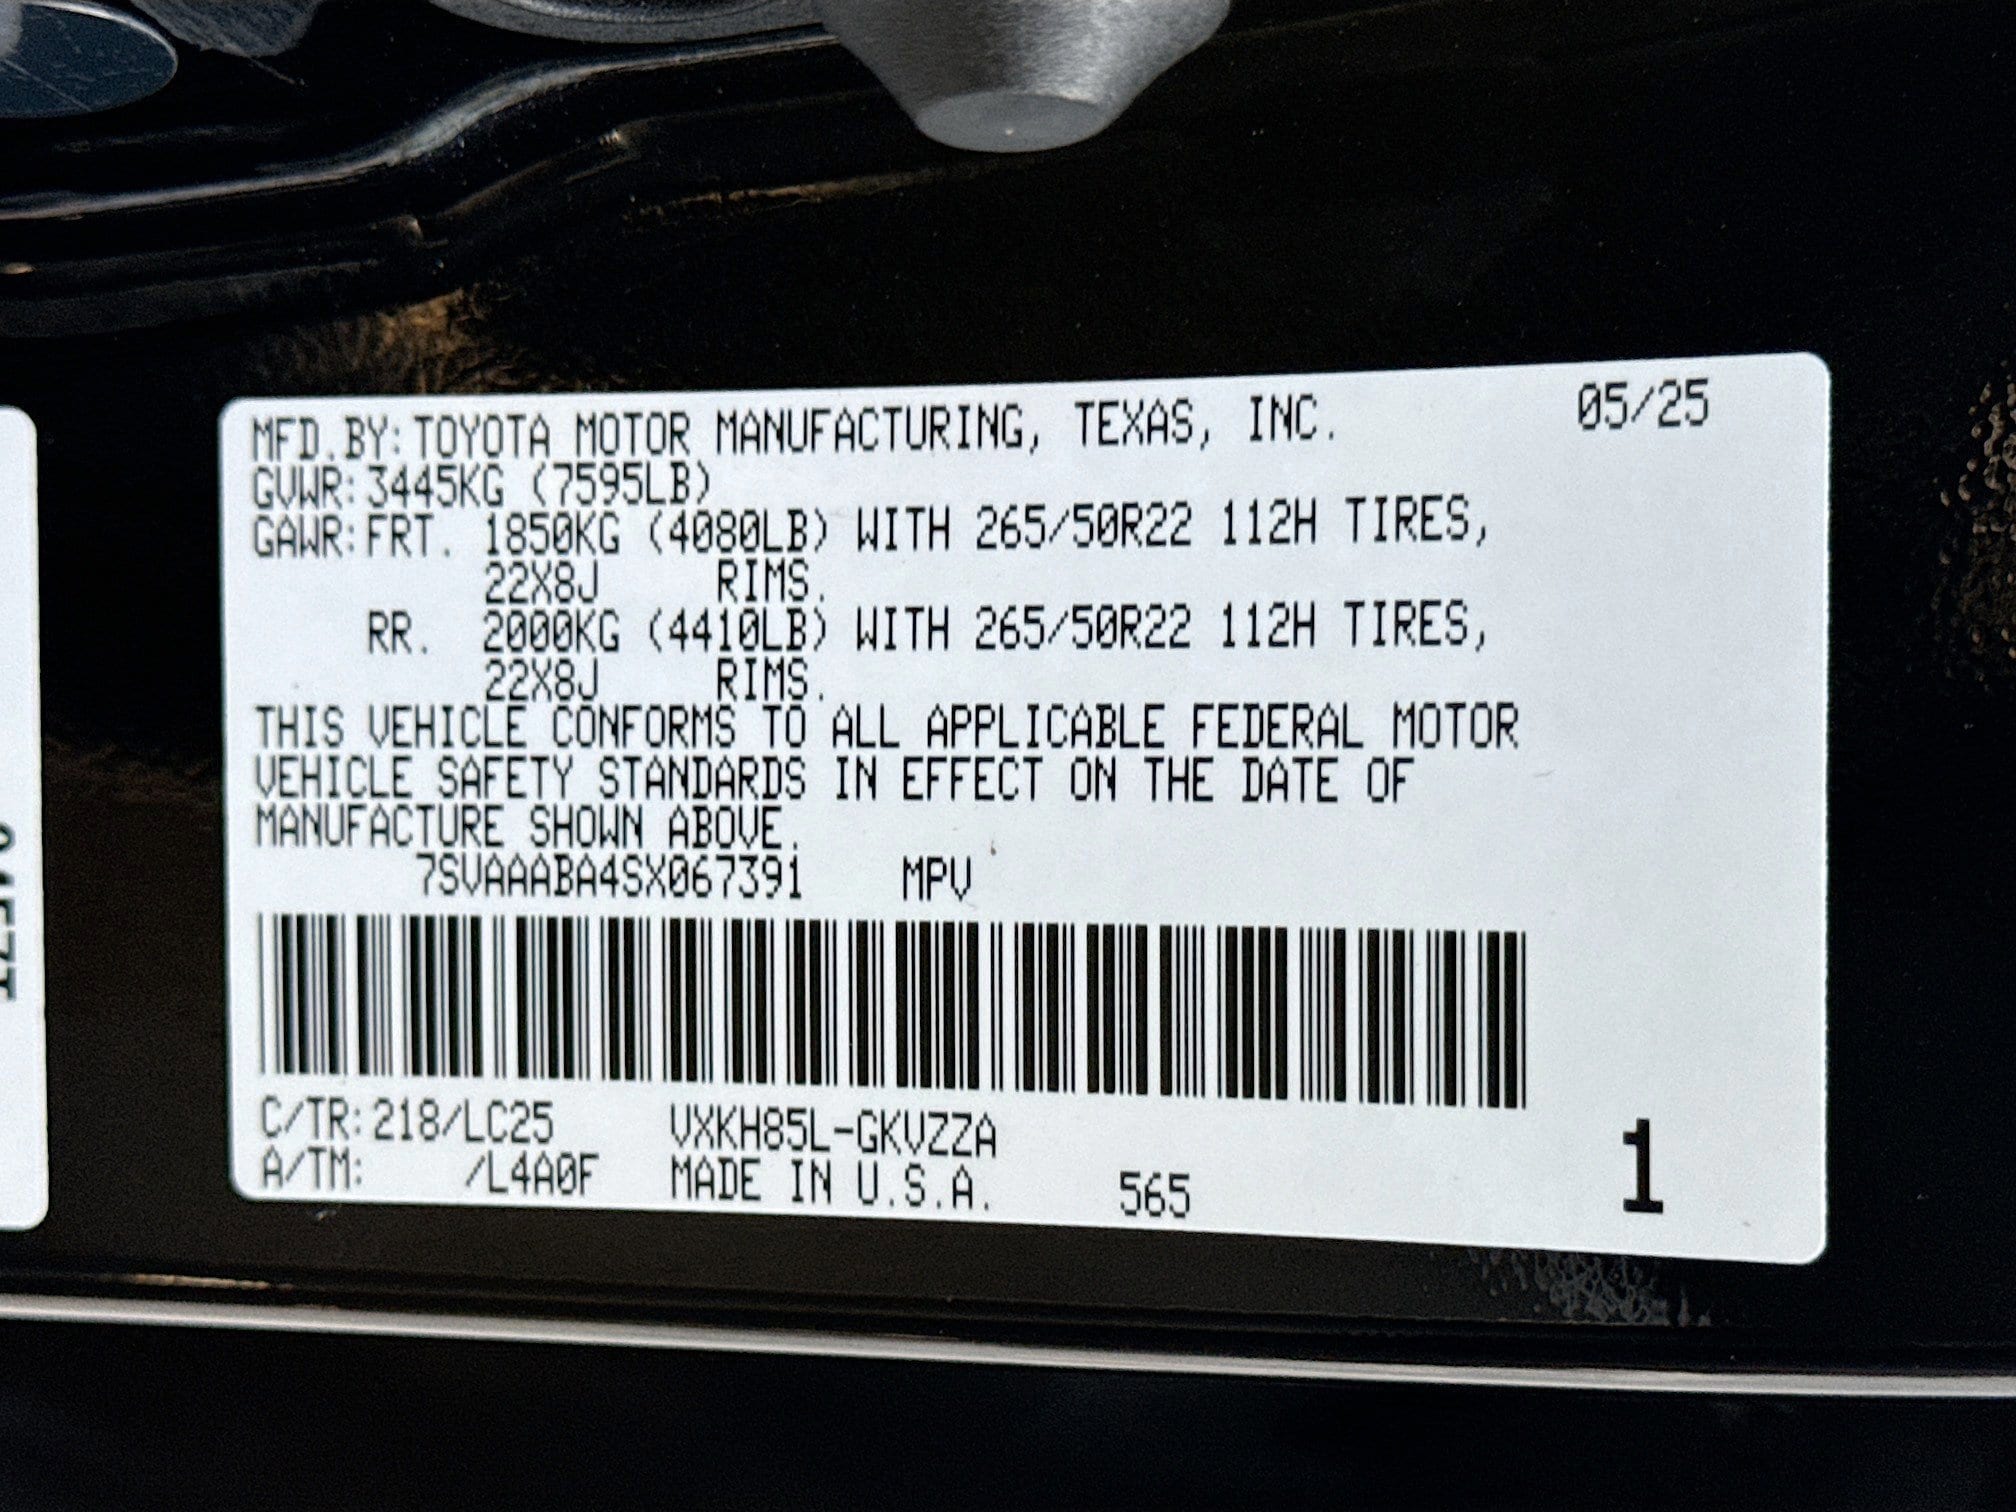 MFD.BY:TOYOTA MOTOR MANUFACTURING, TEXAS, INC. 05/25
GVWR:3445KG (7595LB)
GAWR:FRT. 1850KG (4080LB) WITH 265/50R22 112H TIRES,
22X8J RIMS.
RR. 2000KG (4410LB) WITH 265/50R22 112H TIRES,
22X8J RIMS.
THIS VEHICLE CONFORMS TO ALL APPLICABLE FEDERAL MOTOR
VEHICLE SAFETY STANDARDS IN EFFECT ON THE DATE OF
MANUFACTURE SHOWN ABOVE.
7SVAAABA4SX067391 MPV
C/TR:218/LC25 VXKH85L-GKVZZA
A/TM: /L4A0F MADE IN U.S.A. 565 1